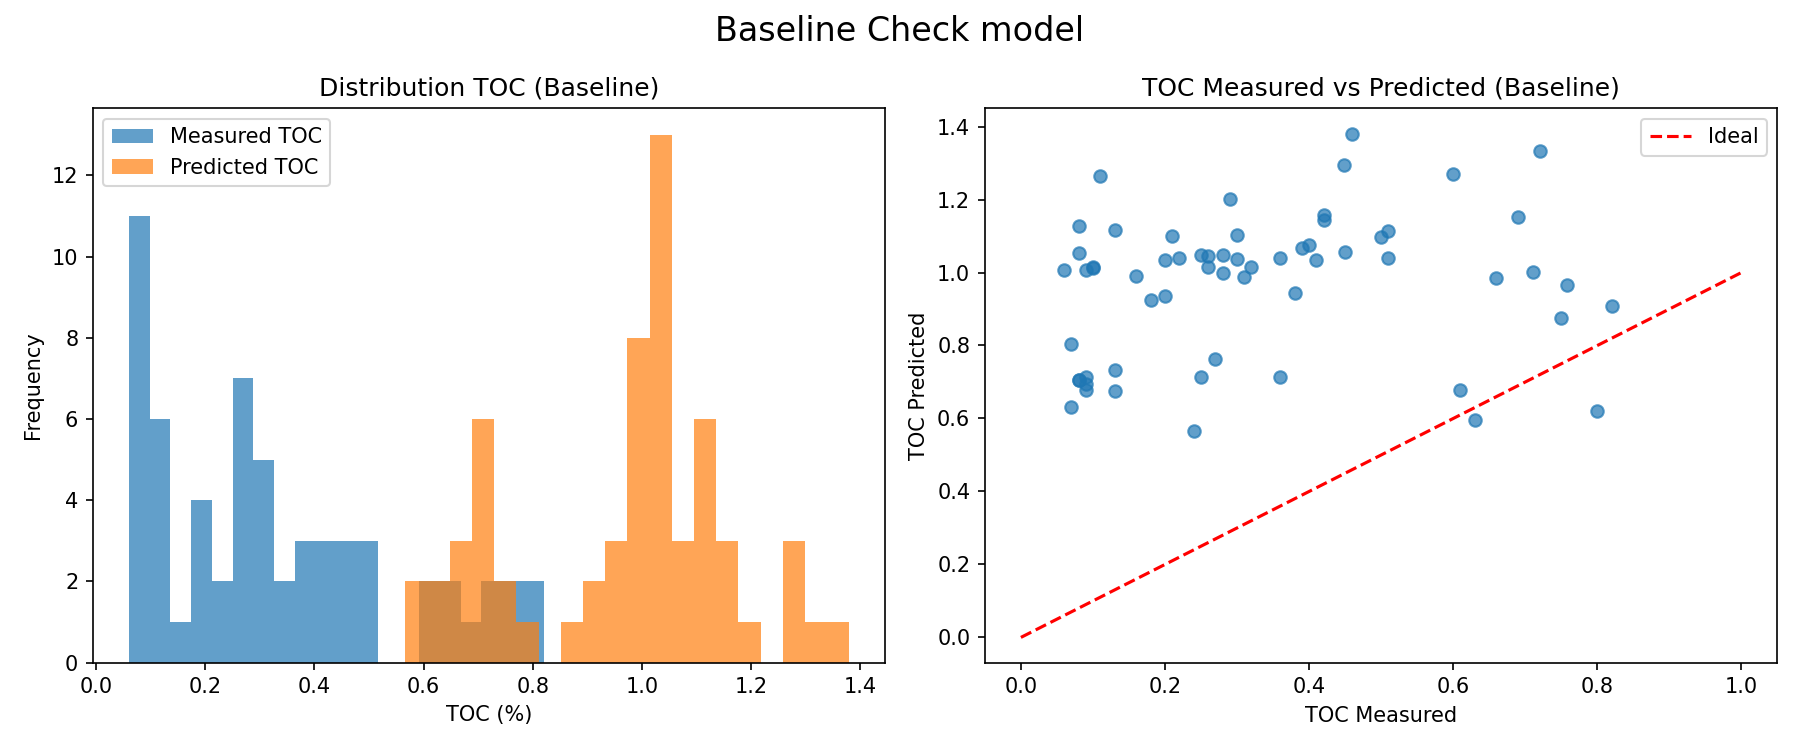 Baseline Check model
Distribution TOC (Baseline)
Measured TOC
Predicted TOC
Frequency
12
10
8
6
4
2
0
0.0 0.2 0.4 0.6 0.8 1.0 1.2 1.4
TOC (%)
TOC Measured vs Predicted (Baseline)
Ideal
TOC Predicted
1.4
1.2
1.0
0.8
0.6
0.4
0.2
0.0
0.0 0.2 0.4 0.6 0.8 1.0
TOC Measured